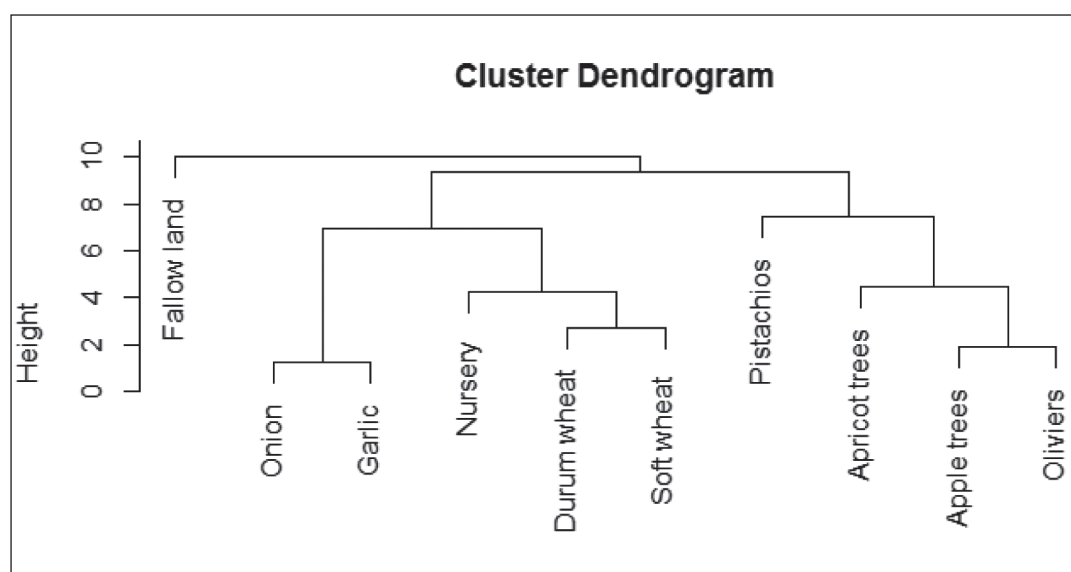 Cluster Dendrogram
Height
10
8
6
4
2
0
Fallow land
Onion
Garlic
Nursery
Durum wheat
Soft wheat
Pistachios
Apricot trees
Apple trees
Oliviers